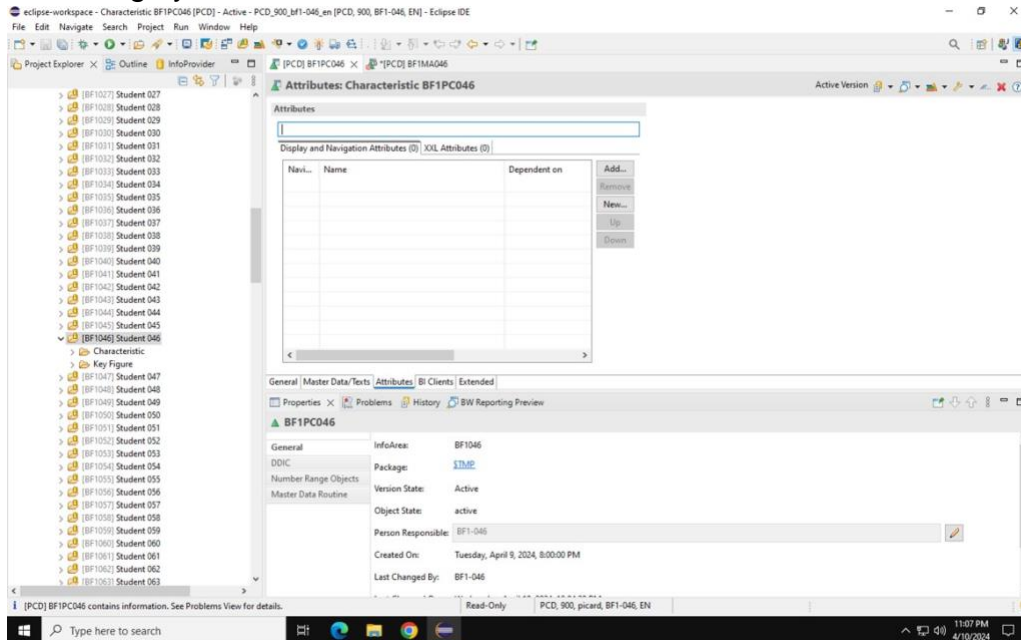 eclipse-workspace - Characteristic BF1PC046 [PCD] - Active - PCD_900_bf1-046_en [PCD, 900, BF1-046, EN] - Eclipse IDE
File Edit Navigate Search Project Run Window Help
Project Explorer Outline InfoProvider
[PCD] BF1PC046 *[PCD] BF1MA046
Attributes: Characteristic BF1PC046
Active Version
[BF1027] Student 027
[BF1028] Student 028
[BF1029] Student 029
[BF1030] Student 030
[BF1031] Student 031
[BF1032] Student 032
[BF1033] Student 033
[BF1034] Student 034
[BF1035] Student 035
[BF1036] Student 036
[BF1037] Student 037
[BF1038] Student 038
[BF1039] Student 039
[BF1040] Student 040
[BF1041] Student 041
[BF1042] Student 042
[BF1043] Student 043
[BF1044] Student 044
[BF1045] Student 045
[BF1046] Student 046
Characteristic
Key Figure
[BF1047] Student 047
[BF1048] Student 048
[BF1049] Student 049
[BF1050] Student 050
[BF1051] Student 051
[BF1052] Student 052
[BF1053] Student 053
[BF1054] Student 054
[BF1055] Student 055
[BF1056] Student 056
[BF1057] Student 057
[BF1058] Student 058
[BF1059] Student 059
[BF1060] Student 060
[BF1061] Student 061
[BF1062] Student 062
[BF1063] Student 063
Attributes
Display and Navigation Attributes (0) XXL Attributes (0)
Navi... Name Dependent on
Add...
Remove
New...
Up
Down
General Master Data/Texts Attributes BI Clients Extended
Properties Problems History BW Reporting Preview
BF1PC046
General
DDIC
Number Range Objects
Master Data Routine
InfoArea: BF1046
Package: $TMP
Version State: Active
Object State: active
Person Responsible: BF1-046
Created On: Tuesday, April 9, 2024, 8:00:00 PM
Last Changed By: BF1-046
[PCD] BF1PC046 contains information. See Problems View for details.
Read-Only
PCD, 900, picard, BF1-046, EN
Type here to search
11:07 PM
4/10/2024